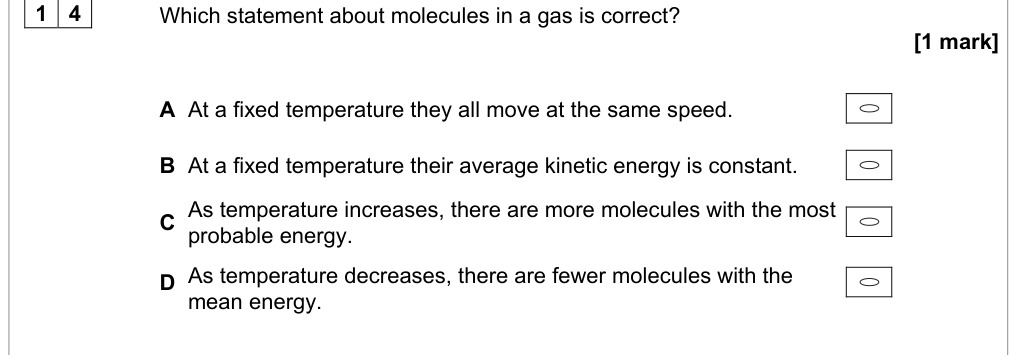 1 4 Which statement about molecules in a gas is correct?
[1 mark]
A At a fixed temperature they all move at the same speed.
B At a fixed temperature their average kinetic energy is constant.
C As temperature increases, there are more molecules with the most
probable energy.
D As temperature decreases, there are fewer molecules with the
mean energy.